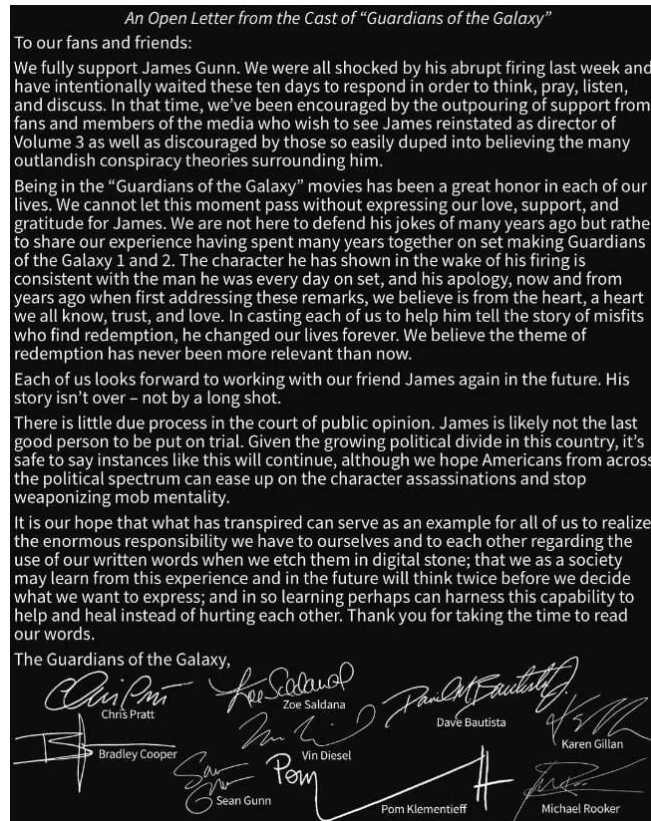 An Open Letter from the Cast of “Guardians of the Galaxy”
To our fans and friends:
We fully support James Gunn. We were all shocked by his abrupt firing last week and
have intentionally waited these ten days to respond in order to think, pray, listen,
and discuss. In that time, we’ve been encouraged by the outpouring of support from
fans and members of the media who wish to see James reinstated as director of
Volume 3 as well as discouraged by those so easily duped into believing the many
outlandish conspiracy theories surrounding him.
Being in the “Guardians of the Galaxy” movies has been a great honor in each of our
lives. We cannot let this moment pass without expressing our love, support, and
gratitude for James. We are not here to defend his jokes of many years ago but rathe
to share our experience having spent many years together on set making Guardians
of the Galaxy 1 and 2. The character he has shown in the wake of his firing is
consistent with the man he was every day on set, and his apology, now and from
years ago when first addressing these remarks, we believe is from the heart, a heart
we all know, trust, and love. In casting each of us to help him tell the story of misfits
who find redemption, he changed our lives forever. We believe the theme of
redemption has never been more relevant than now.
Each of us looks forward to working with our friend James again in the future. His
story isn’t over – not by a long shot.
There is little due process in the court of public opinion. James is likely not the last
good person to be put on trial. Given the growing political divide in this country, it’s
safe to say instances like this will continue, although we hope Americans from across
the political spectrum can ease up on the character assassinations and stop
weaponizing mob mentality.
It is our hope that what has transpired can serve as an example for all of us to realize
the enormous responsibility we have to ourselves and to each other regarding the
use of our written words when we etch them in digital stone; that we as a society
may learn from this experience and in the future will think twice before we decide
what we want to express; and in so learning perhaps can harness this capability to
help and heal instead of hurting each other. Thank you for taking the time to read
our words.
The Guardians of the Galaxy,
Chris Pratt
Zoe Saldana
Dave Bautista
Karen Gillan
Bradley Cooper
Vin Diesel
Sean Gunn
Pom
Pom Klementieff
Michael Rooker